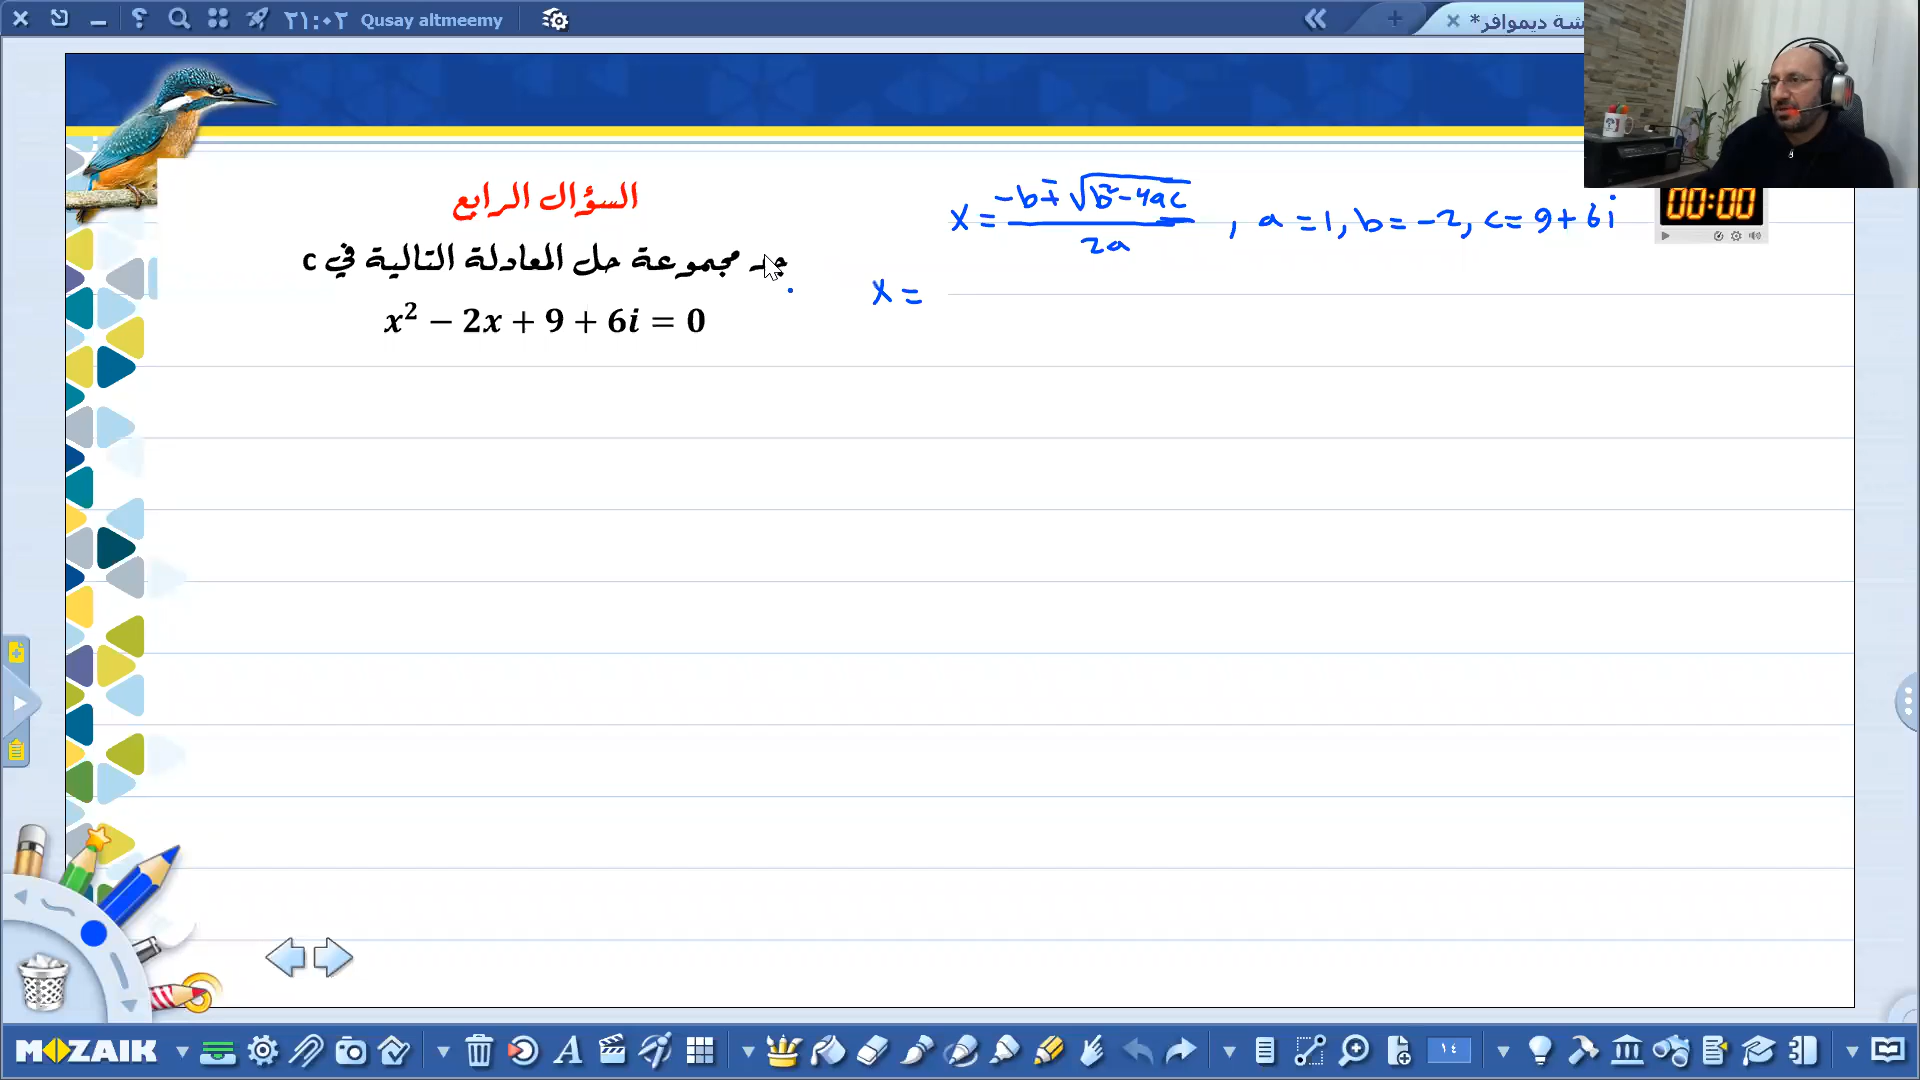 ٢١:٠٢ Qusay altmeemy
شة ديموافر*
السؤال الرابع
جد مجموعة حل المعادلة التالية في c
x² − 2x + 9 + 6i = 0
x = (-b ∓ √(b² - 4ac)) / 2a , a = 1, b = -2, c = 9 + 6i
x =
00:00
MOZAIK
١٤